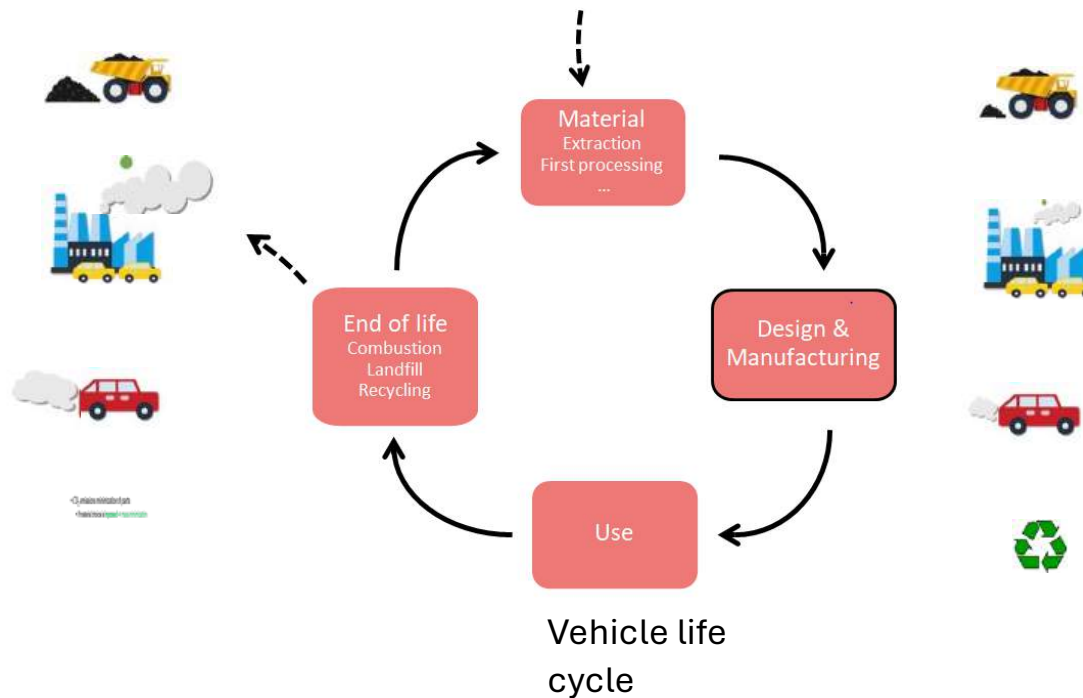 Material
Extraction
First processing
...
End of life
Combustion
Landfill
Recycling
Design &
Manufacturing
Use
Vehicle life
cycle